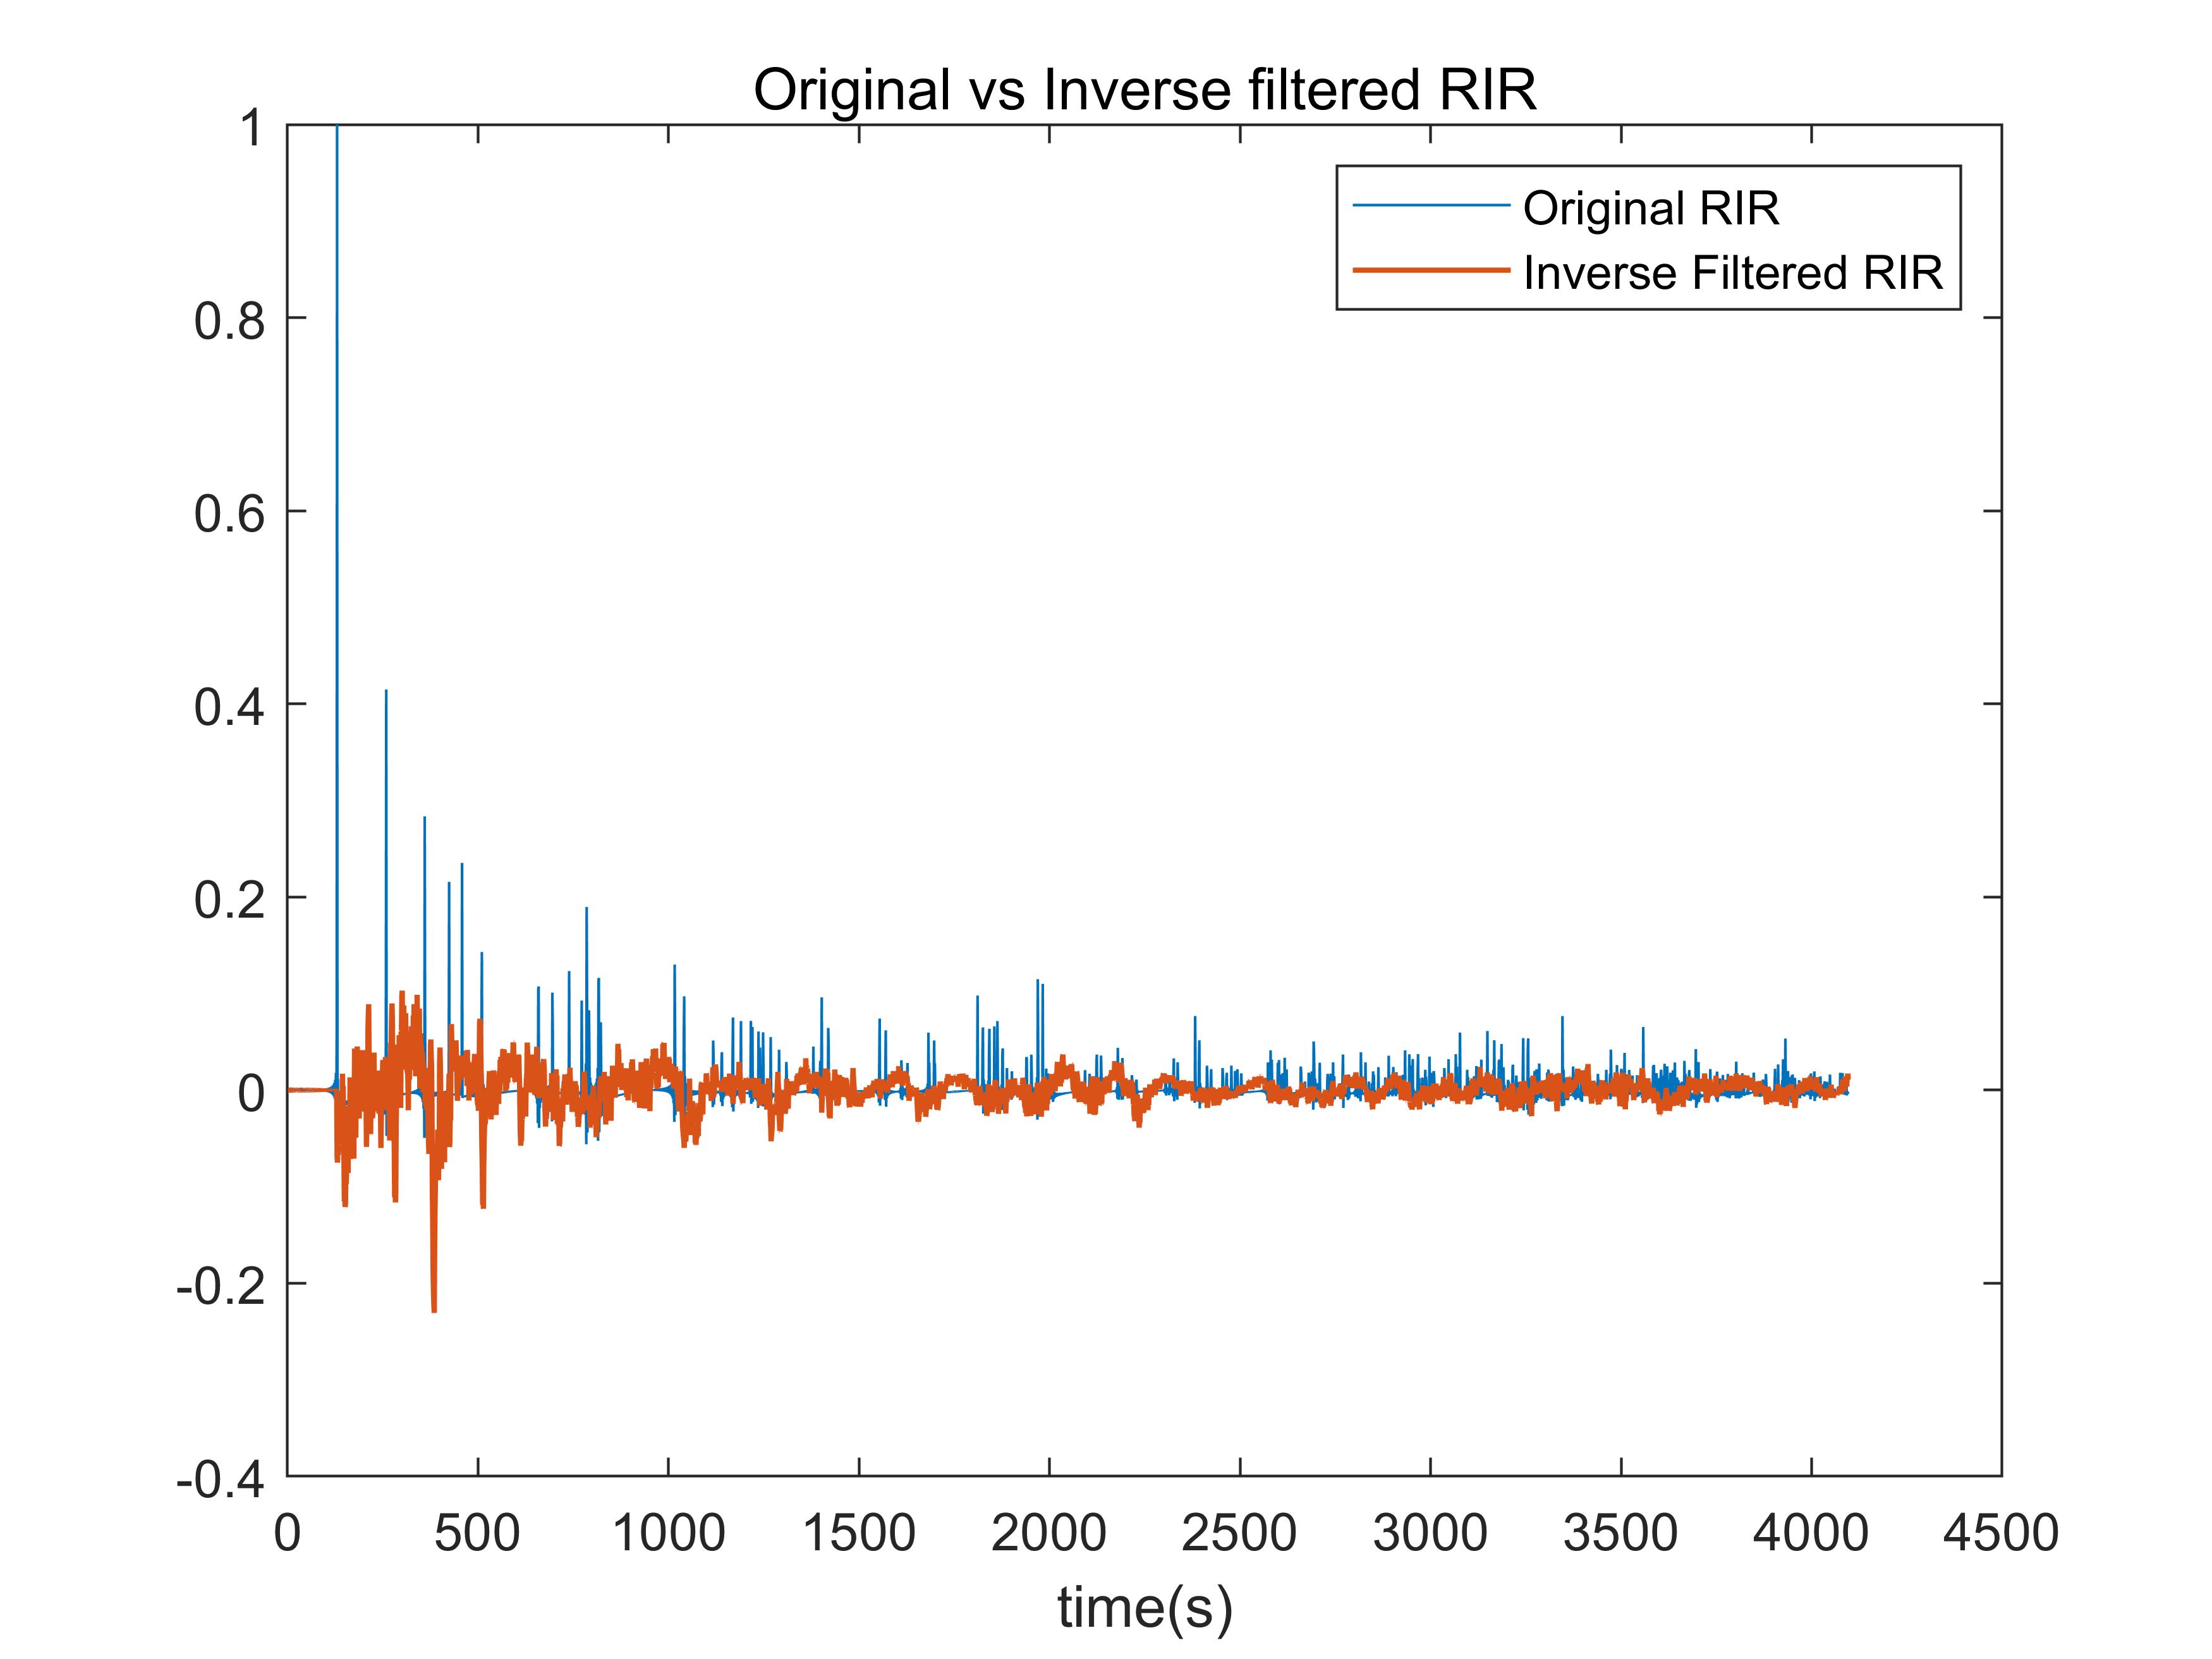 Original vs Inverse filtered RIR
1
0.8
0.6
0.4
0.2
0
-0.2
-0.4
Original RIR
Inverse Filtered RIR
0 500 1000 1500 2000 2500 3000 3500 4000 4500
time(s)